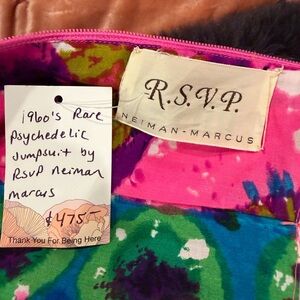 1960's Rare
Psychedelic
Jumpsuit by
RSVP Neiman
Marcus
$475-
Thank You For Being Here
R.S.V.P.
NEIMAN-MARCUS